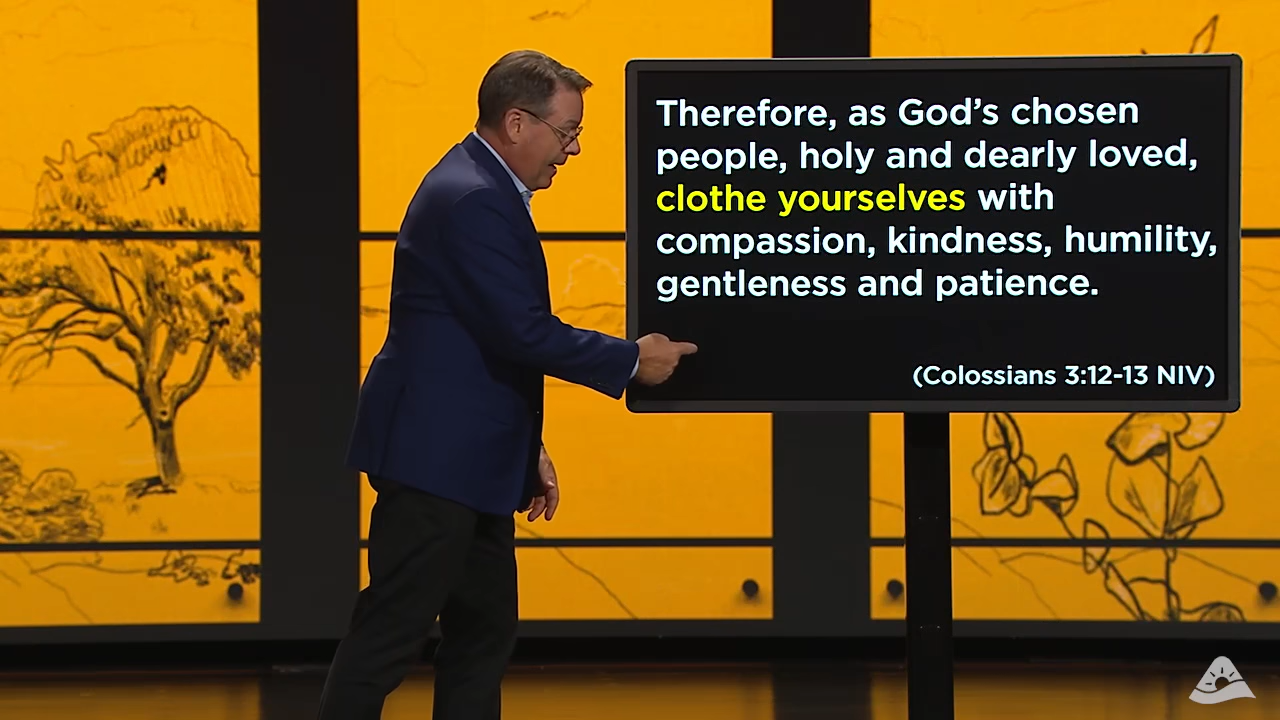 Therefore, as God's chosen
people, holy and dearly loved,
clothe yourselves with
compassion, kindness, humility,
gentleness and patience.
(Colossians 3:12-13 NIV)